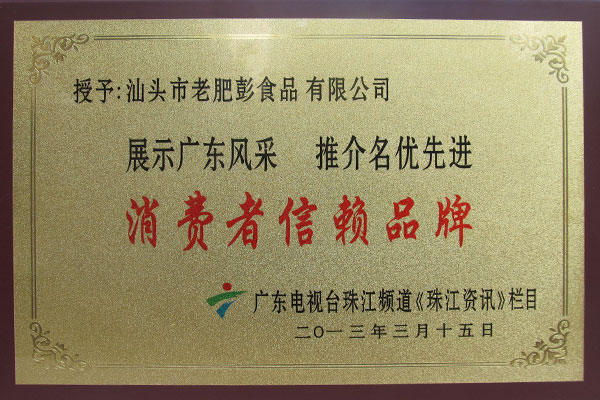 授予:汕头市老肥彭食品 有限公司
展示广东风采 推介名优先进
消费者信赖品牌
广东电视台珠江频道《珠江资讯》栏目
二〇一三年三月十五日